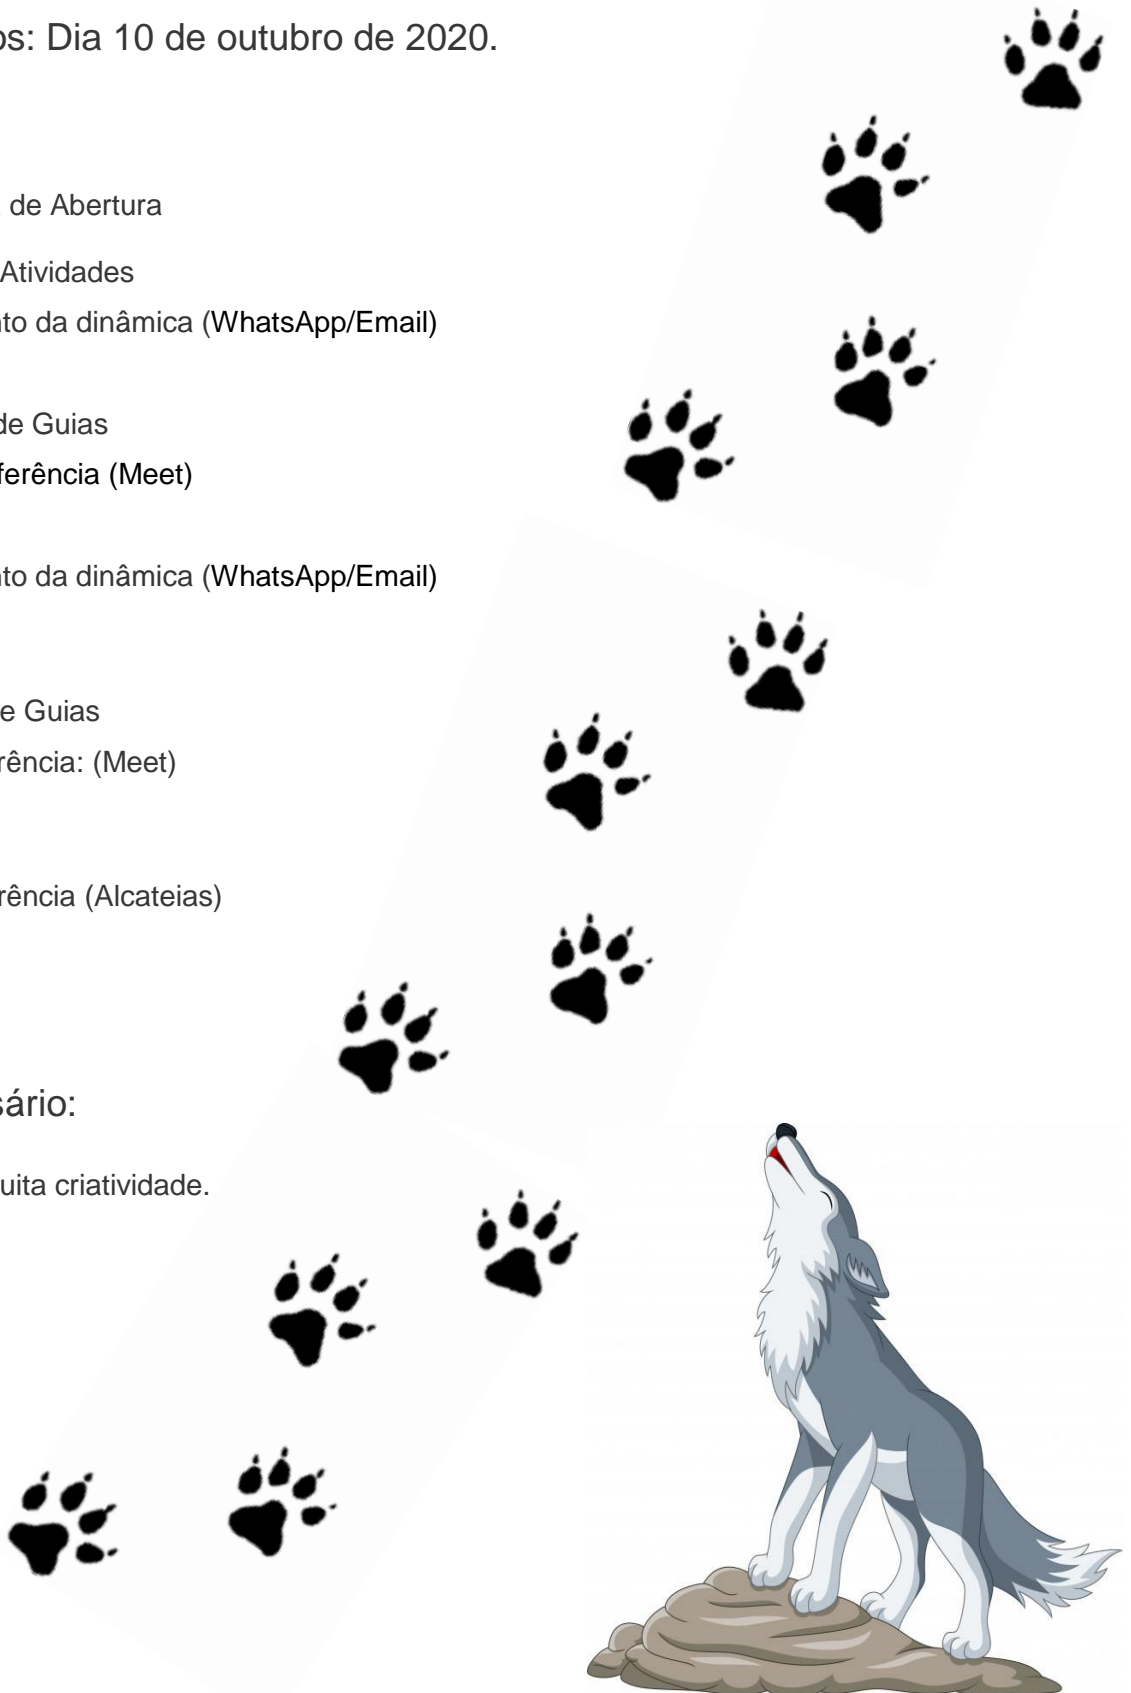 os: Dia 10 de outubro de 2020.
de Abertura
Atividades
nto da dinâmica (WhatsApp/Email)
de Guias
ferência (Meet)
nto da dinâmica (WhatsApp/Email)
e Guias
rência: (Meet)
rência (Alcateias)
sário:
uita criatividade.